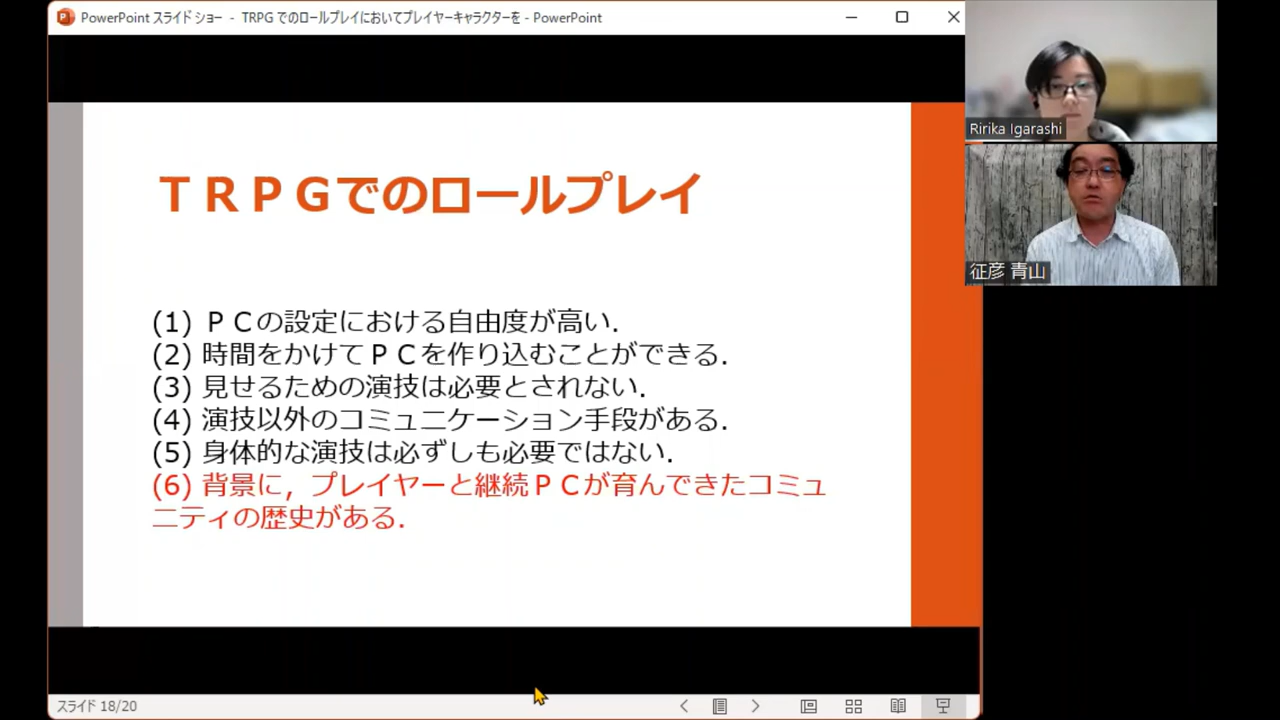 PowerPoint スライド ショー - TRPG でのロールプレイにおいてプレイヤーキャラクターを - PowerPoint
Ririka Igarashi
征彦 青山
ＴＲＰＧでのロールプレイ
(1) ＰＣの設定における自由度が高い．
(2) 時間をかけてＰＣを作り込むことができる．
(3) 見せるための演技は必要とされない．
(4) 演技以外のコミュニケーション手段がある．
(5) 身体的な演技は必ずしも必要ではない．
(6) 背景に，プレイヤーと継続ＰＣが育んできたコミュ
ニティの歴史がある．
スライド 18/20